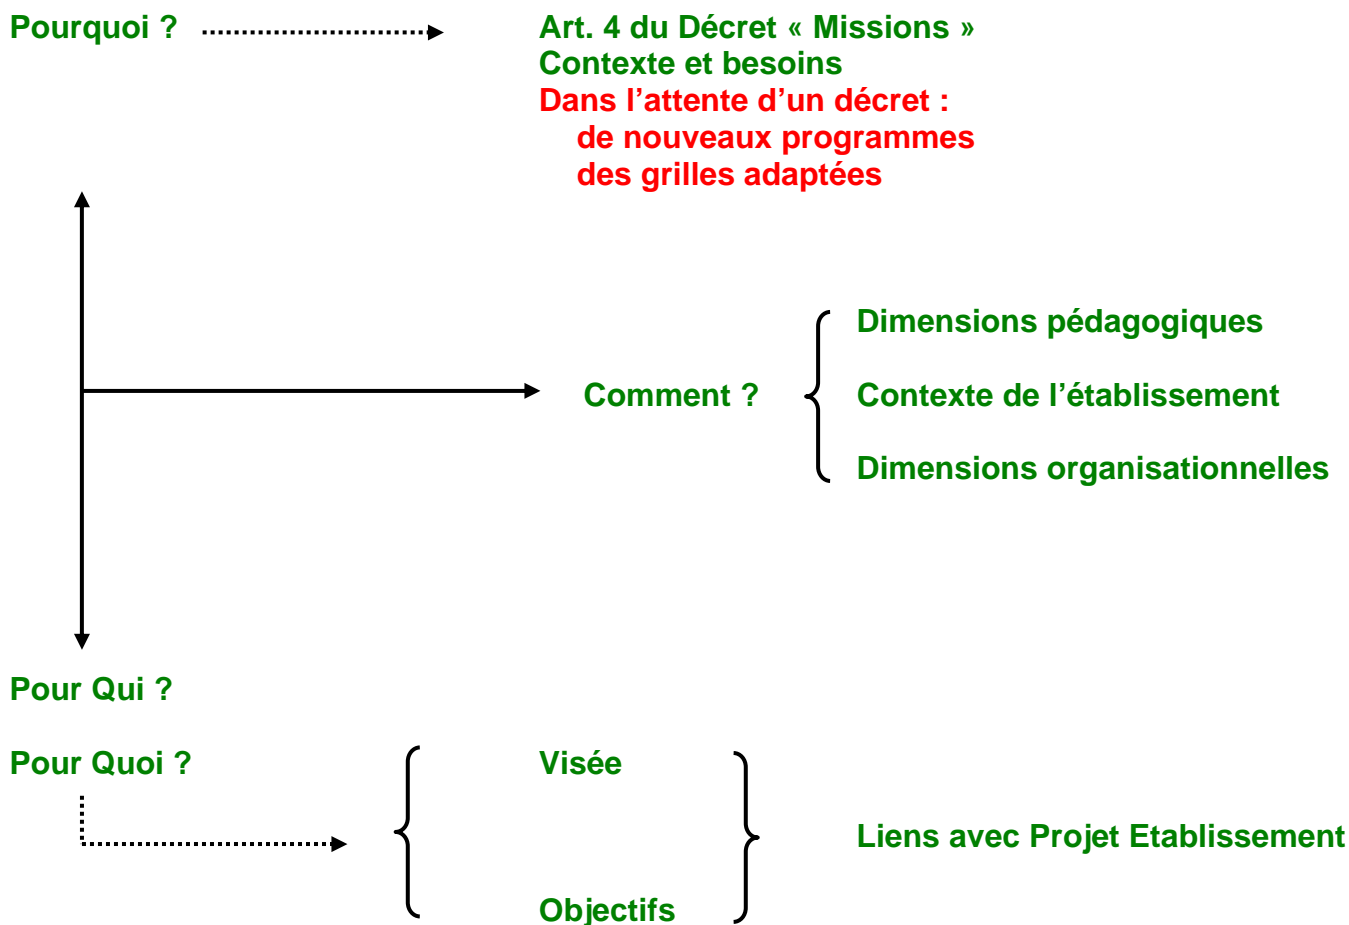 Pourquoi ?
Art. 4 du Décret « Missions »
Contexte et besoins
Dans l’attente d’un décret :
de nouveaux programmes
des grilles adaptées
Dimensions pédagogiques
Comment ?
Contexte de l’établissement
Dimensions organisationnelles
Pour Qui ?
Pour Quoi ?
Visée
Liens avec Projet Etablissement
Objectifs